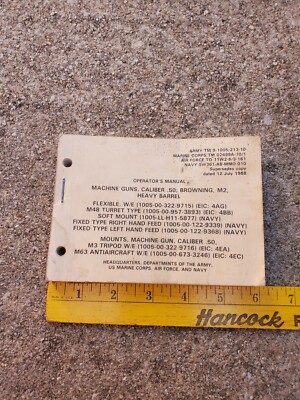 ARMY TM 9-1005-213-10
MARINE CORPS TM 02498A-10/1
AIR FORCE TO 11W2-6-3-161
NAVY SW361-AB-MMO-010
Supersedes copy
dated 12 July 1968
OPERATOR'S MANUAL
MACHINE GUNS, CALIBER .50; BROWNING, M2,
HEAVY BARREL
FLEXIBLE, W/E (1005-00-322-9715) (EIC: 4AG)
M48 TURRET TYPE (1005-00-957-3893) (EIC: 4BB)
SOFT MOUNT (1005-LL-H11-5877) (NAVY)
FIXED TYPE RIGHT HAND FEED (1005-00-122-9339) (NAVY)
FIXED TYPE LEFT HAND FEED (1005-00-122-9368) (NAVY)
MOUNTS, MACHINE GUN, CALIBER .50,
M3 TRIPOD W/E (1005-00-322-9716) (EIC: 4EA)
M63 ANTIAIRCRAFT W/E (1005-00-673-3246) (EIC: 4EC)
HEADQUARTERS, DEPARTMENTS OF THE ARMY,
US MARINE CORPS, AIR FORCE, AND NAVY
1 2 3 4 5 6 7
Hancock